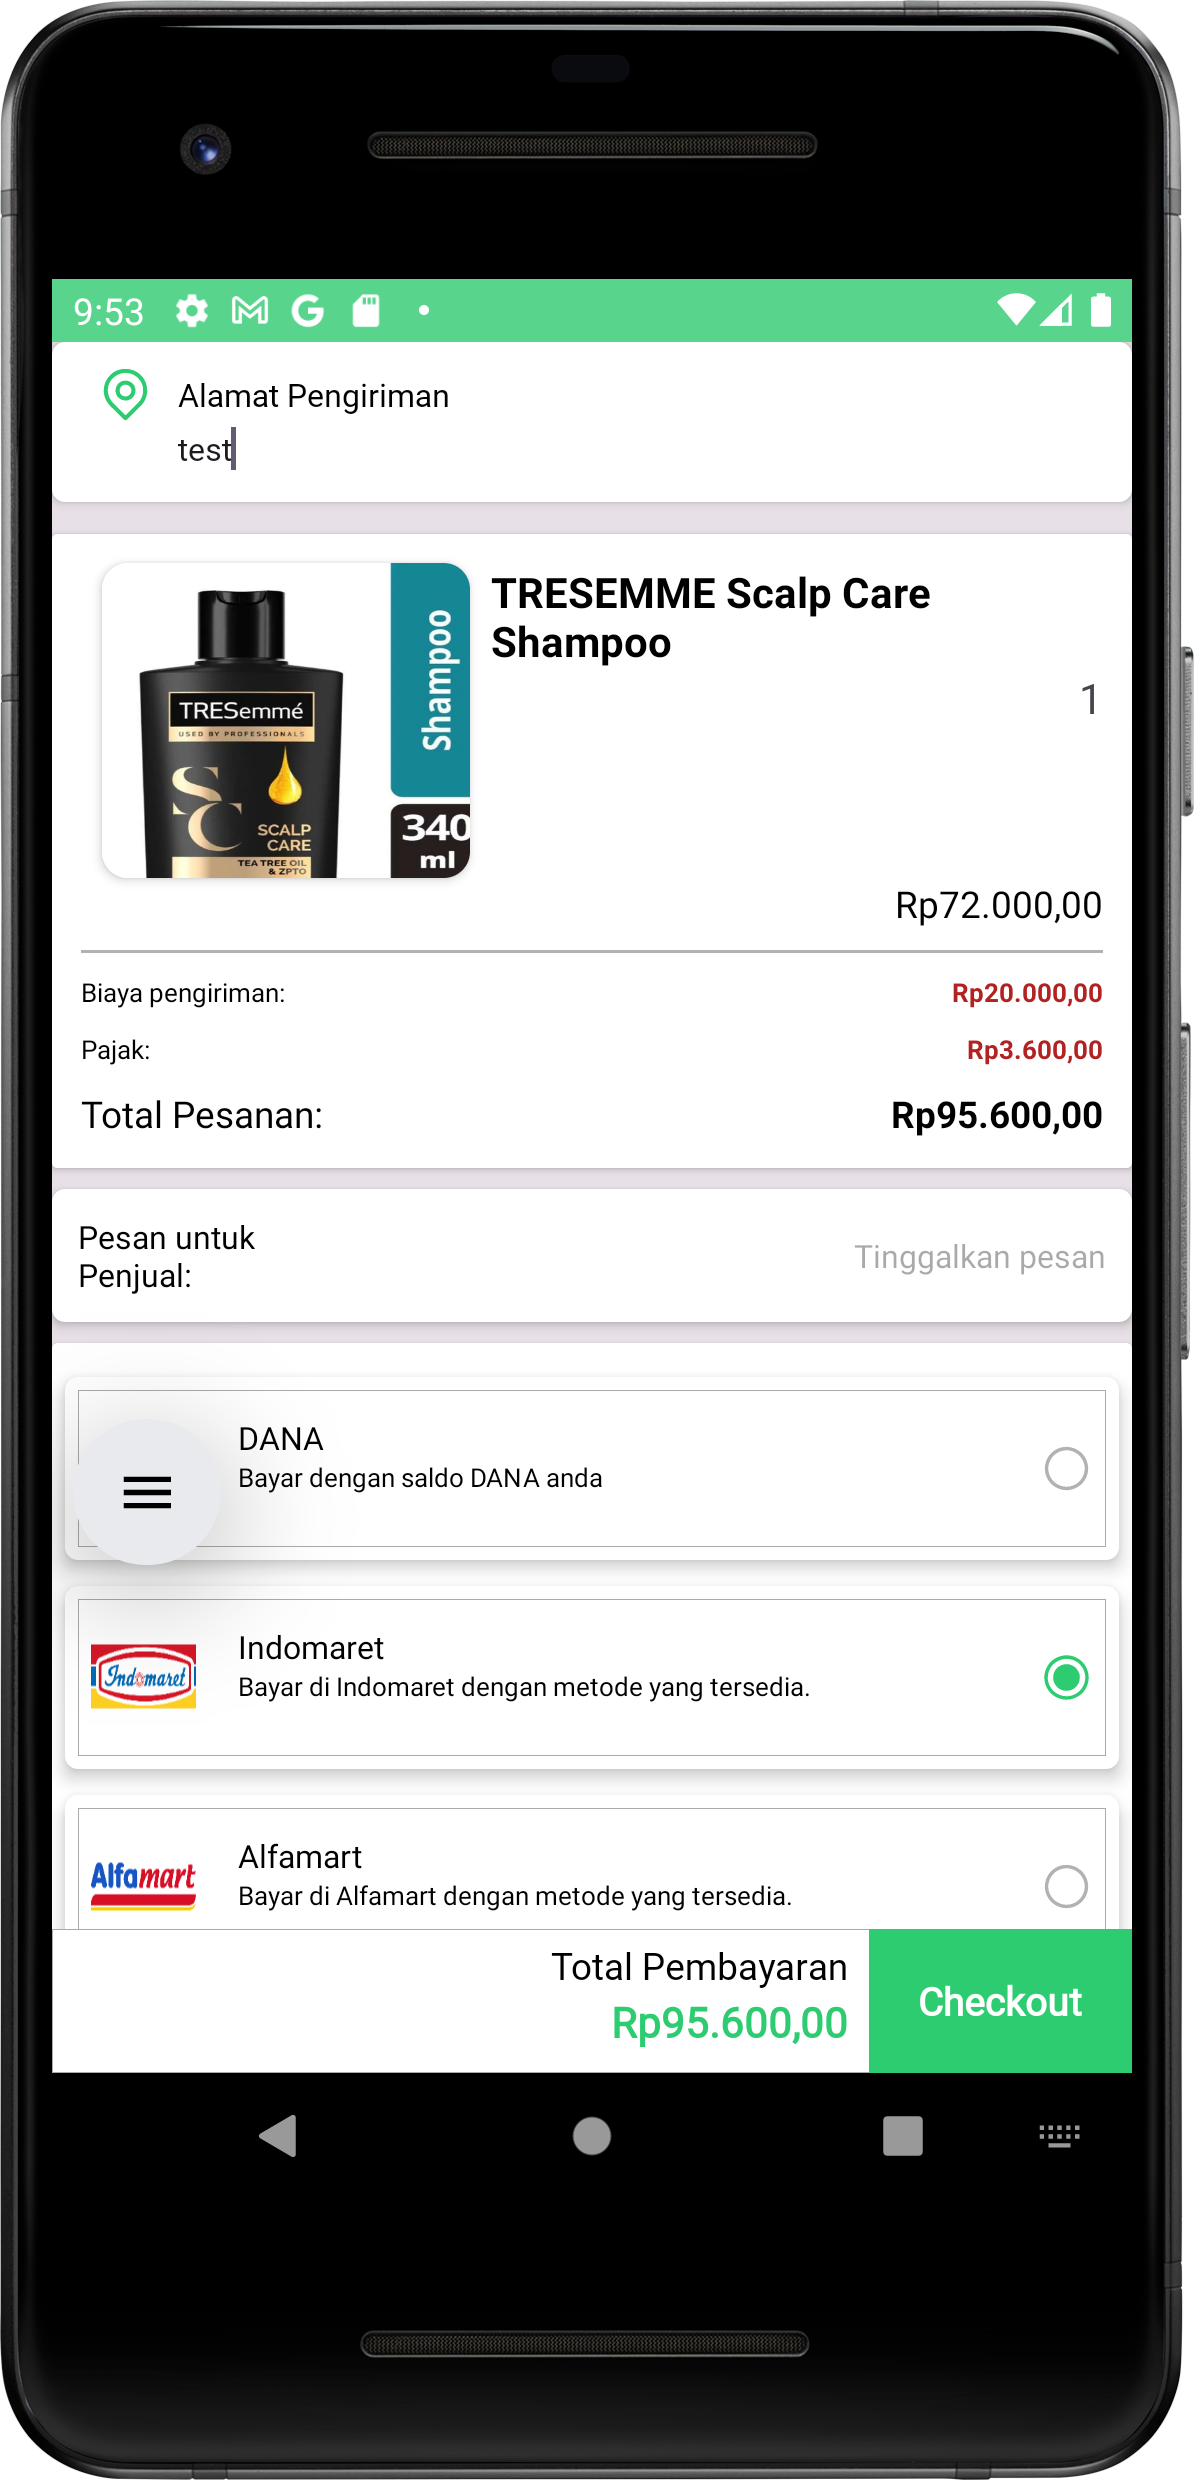 9:53
Alamat Pengiriman
test
TRESEMME Scalp Care
Shampoo
1
TRESemmé
USED BY PROFESSIONALS
SC
SCALP
CARE
TEA TREE OIL
& ZPTO
Shampoo
340
ml
Rp72.000,00
Biaya pengiriman:
Rp20.000,00
Pajak:
Rp3.600,00
Total Pesanan:
Rp95.600,00
Pesan untuk
Penjual:
Tinggalkan pesan
DANA
Bayar dengan saldo DANA anda
Indomaret
Indomaret
Bayar di Indomaret dengan metode yang tersedia.
Alfamart
Alfamart
Bayar di Alfamart dengan metode yang tersedia.
Total Pembayaran
Rp95.600,00
Checkout